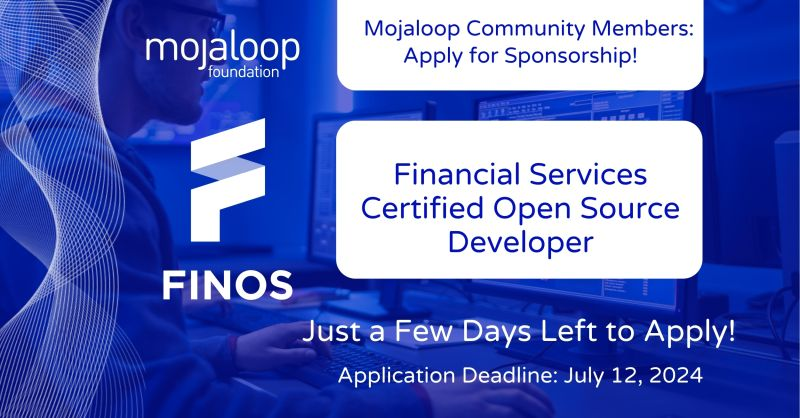 mojaloop
foundation
Mojaloop Community Members:
Apply for Sponsorship!
FINOS
Financial Services
Certified Open Source
Developer
Just a Few Days Left to Apply!
Application Deadline: July 12, 2024